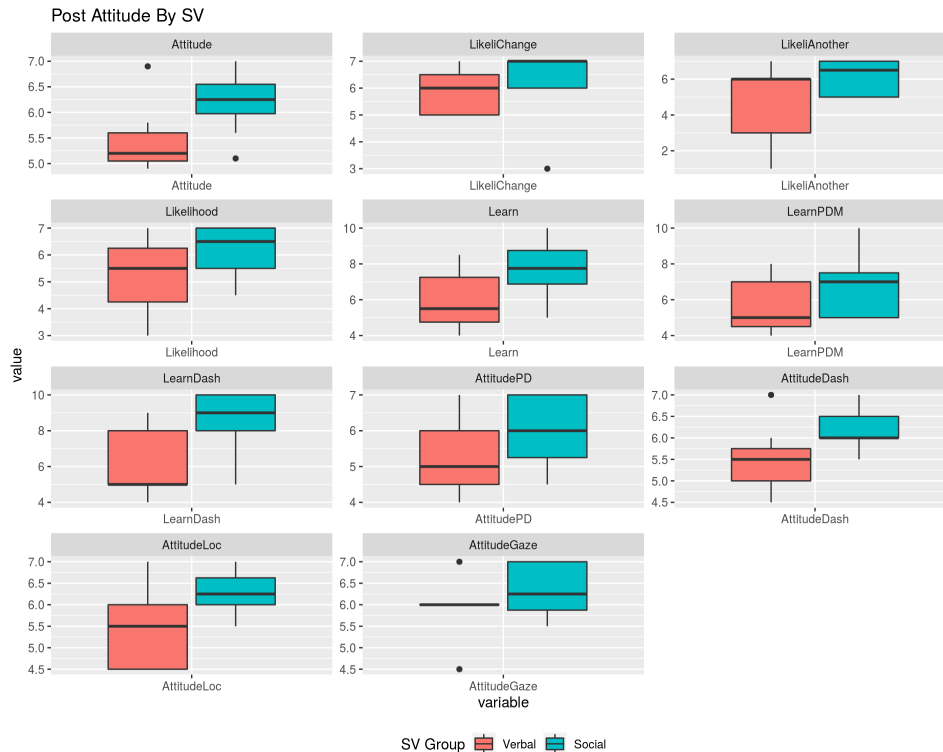 Post Attitude By SV
Attitude
LikeliChange
LikeliAnother
7.0
6.5
6.0
5.5
5.0
7
6
5
4
3
6
4
2
Attitude
LikeliChange
LikeliAnother
Likelihood
Learn
LearnPDM
7
6
5
4
3
10
8
6
4
10
8
6
4
Likelihood
Learn
LearnPDM
value
LearnDash
AttitudePD
AttitudeDash
10
8
6
4
7
6
5
4
7.0
6.5
6.0
5.5
5.0
4.5
LearnDash
AttitudePD
AttitudeDash
AttitudeLoc
AttitudeGaze
7.0
6.5
6.0
5.5
5.0
4.5
7.0
6.5
6.0
5.5
5.0
4.5
AttitudeLoc
AttitudeGaze
variable
SV Group Verbal Social